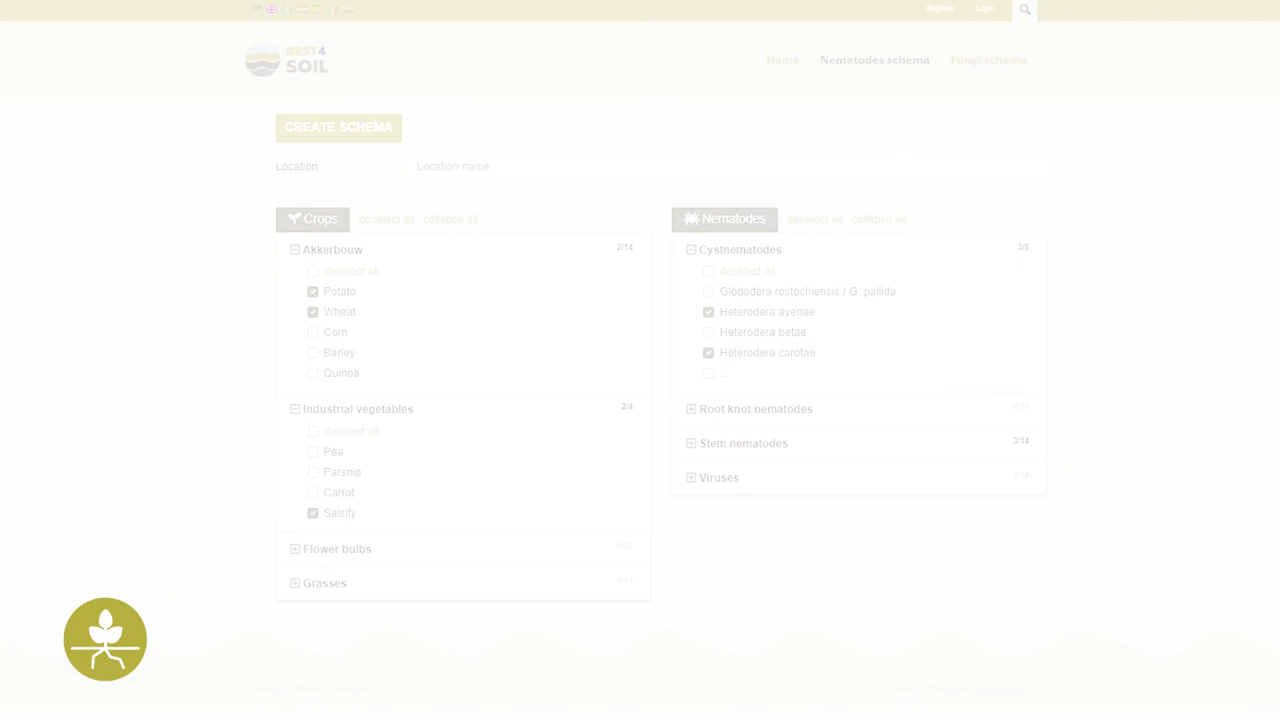 Register Login
BEST4
SOIL
Home Nematodes schema Fungi schema
CREATE SCHEMA
Location Location name
Crops deselect all collapse all
Akkerbouw 2/14
deselect all
Potato
Wheat
Corn
Barley
Quinoa
Industrial vegetables 2/4
deselect all
Pea
Parsnip
Carrot
Salsify
Flower bulbs
Grasses
Nematodes deselect all collapse all
Cystnematodes 3/8
deselect all
Globodera rostochiensis / G. pallida
Heterodera avenae
Heterodera betae
Heterodera carotae
...
Root knot nematodes
Stem nematodes 3/14
Viruses